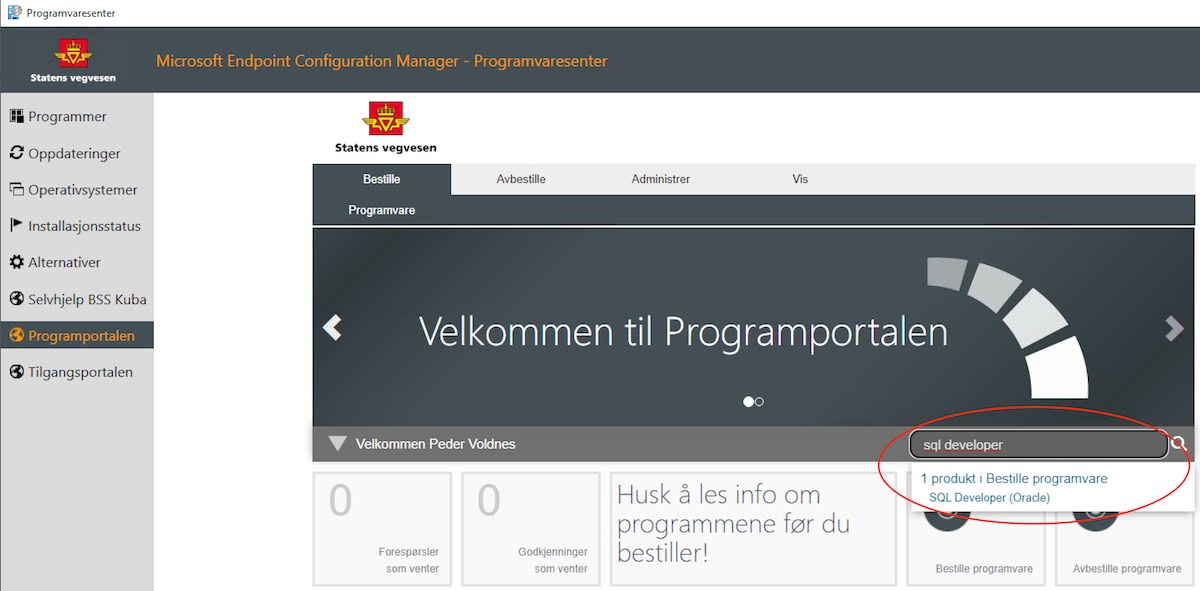 Programvaresenter
Statens vegvesen
Microsoft Endpoint Configuration Manager - Programvaresenter
Programmer
Oppdateringer
Operativsystemer
Installasjonsstatus
Alternativer
Selvhjelp BSS Kuba
Programportalen
Tilgangsportalen
Statens vegvesen
Bestille
Avbestille
Administrer
Vis
Programvare
Velkommen til Programportalen
Velkommen Peder Voldnes
sql developer
1 produkt i Bestille programvare
SQL Developer (Oracle)
0
Forespørsler
som venter
0
Godkjenninger
som venter
Husk å les info om
programmene før du
bestiller!
Bestille programvare
Avbestille programvare